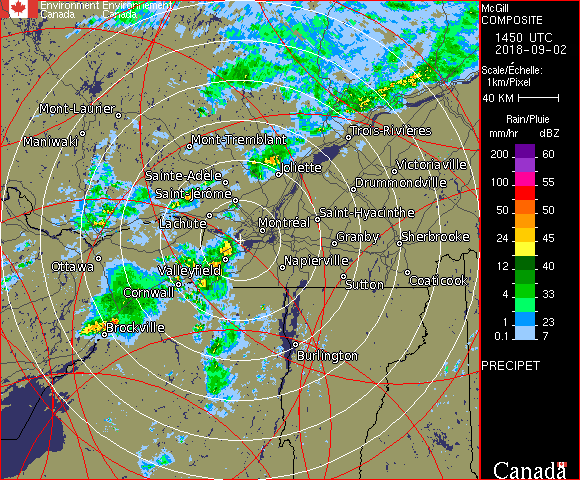 Environment Environnement
Canada Canada
Mont-Laurier
Maniwaki
Mont-Tremblant
Trois-Rivières
Joliette
Victoriaville
Sainte-Adèle
Drummondville
Saint-Jérôme
Saint-Hyacinthe
Lachute
Montréal
Granby
Sherbrooke
Ottawa
Valleyfield
Napierville
Coaticook
Sutton
Cornwall
Brockville
Burlington
McGill
COMPOSITE
1450 UTC
2018-09-02
Scale/Échelle:
1km/Pixel
40 KM
Rain/Pluie
mm/hr dBZ
200 60
100 55
50 50
24 45
12 40
4 33
1 23
0.1 7
PRECIPET
Canada